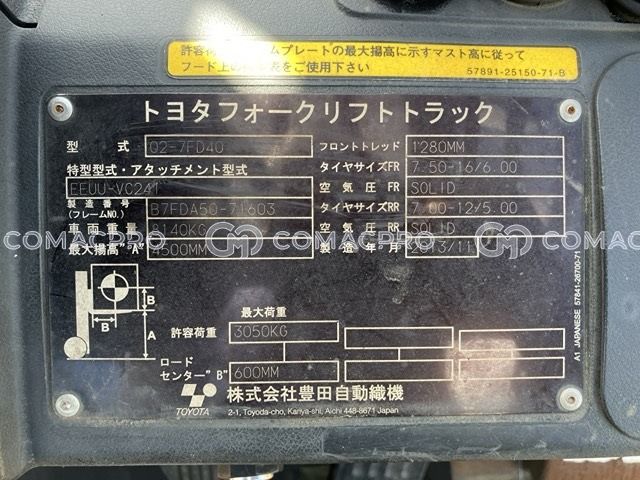 許容荷 ームプレートの最大揚高に示すマスト高に従って
フード上の 表をご使用下さい 57891-25150-71-B
トヨタフォークリフトトラック
型 式 02-7FD40 フロントトレッド 1280MM
特型型式・アタッチメント型式 タイヤサイズFR 7.50-16/6.00
EEUU-VC241 空気圧FR SOLID
製造番号 (フレームNO.) B7FDA50-71603 タイヤサイズRR 7.00-12/5.00
車両重量 6140KG 空気圧RR SOLID
最大揚高"A" 4500MM 製造年月 2013/11
COMACPRO COMACPRO COMACPRO
B
B A
最大荷重
許容荷重 3050KG
ロード
センター"B" 600MM
TOYOTA 株式会社豊田自動織機
2-1, Toyoda-cho, Kariya-shi, Aichi 448-8671 Japan
A1 JAPANESE 57841-26700-71